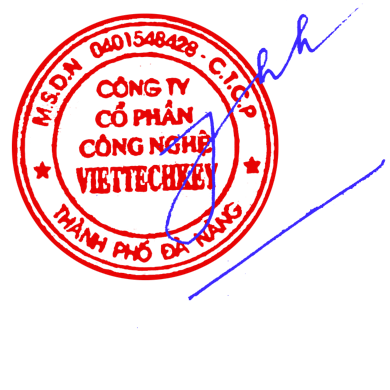 M.S.D.N 0401548428 - C.T.C.P
CÔNG TY
CỔ PHẦN
CÔNG NGHỆ
VIETTECHKEY
THÀNH PHỐ ĐÀ NẴNG